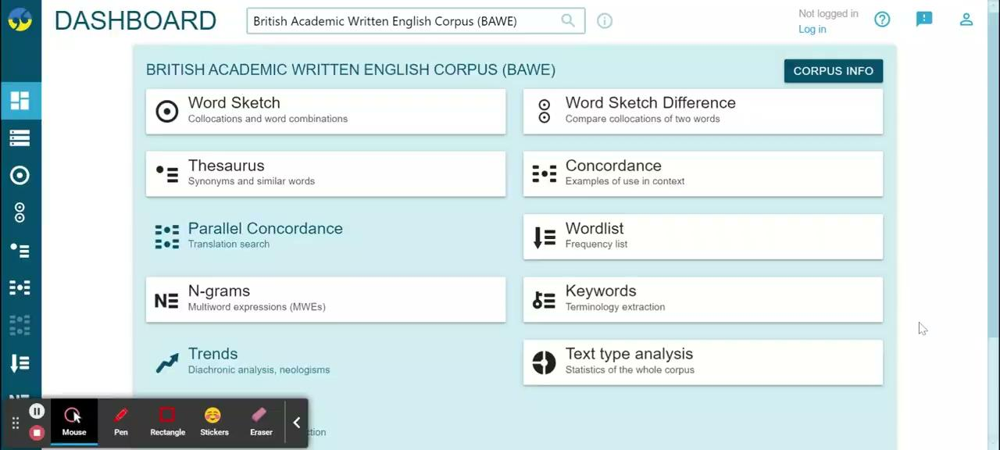 DASHBOARD
British Academic Written English Corpus (BAWE)
Not logged in
Log in
BRITISH ACADEMIC WRITTEN ENGLISH CORPUS (BAWE)
CORPUS INFO
Word Sketch
Collocations and word combinations
Word Sketch Difference
Compare collocations of two words
Thesaurus
Synonyms and similar words
Concordance
Examples of use in context
Parallel Concordance
Translation search
Wordlist
Frequency list
N-grams
Multiword expressions (MWEs)
Keywords
Terminology extraction
Trends
Diachronic analysis, neologisms
Text type analysis
Statistics of the whole corpus
Mouse
Pen
Rectangle
Stickers
Eraser